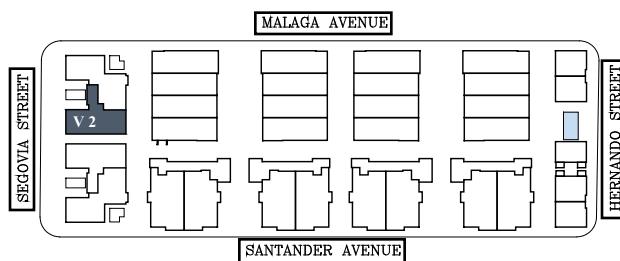 MALAGA AVENUE
SEGOVIA STREET
V 2
HERNANDO STREET
SANTANDER AVENUE